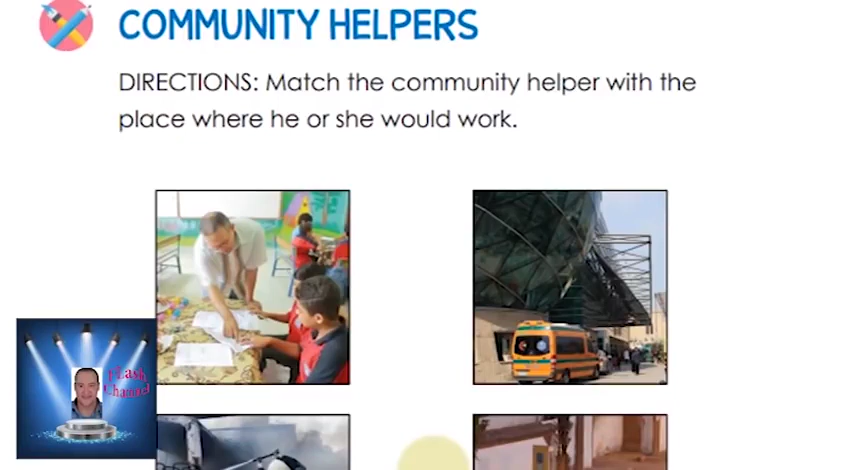 COMMUNITY HELPERS
DIRECTIONS: Match the community helper with the
place where he or she would work.
Flash
Channel